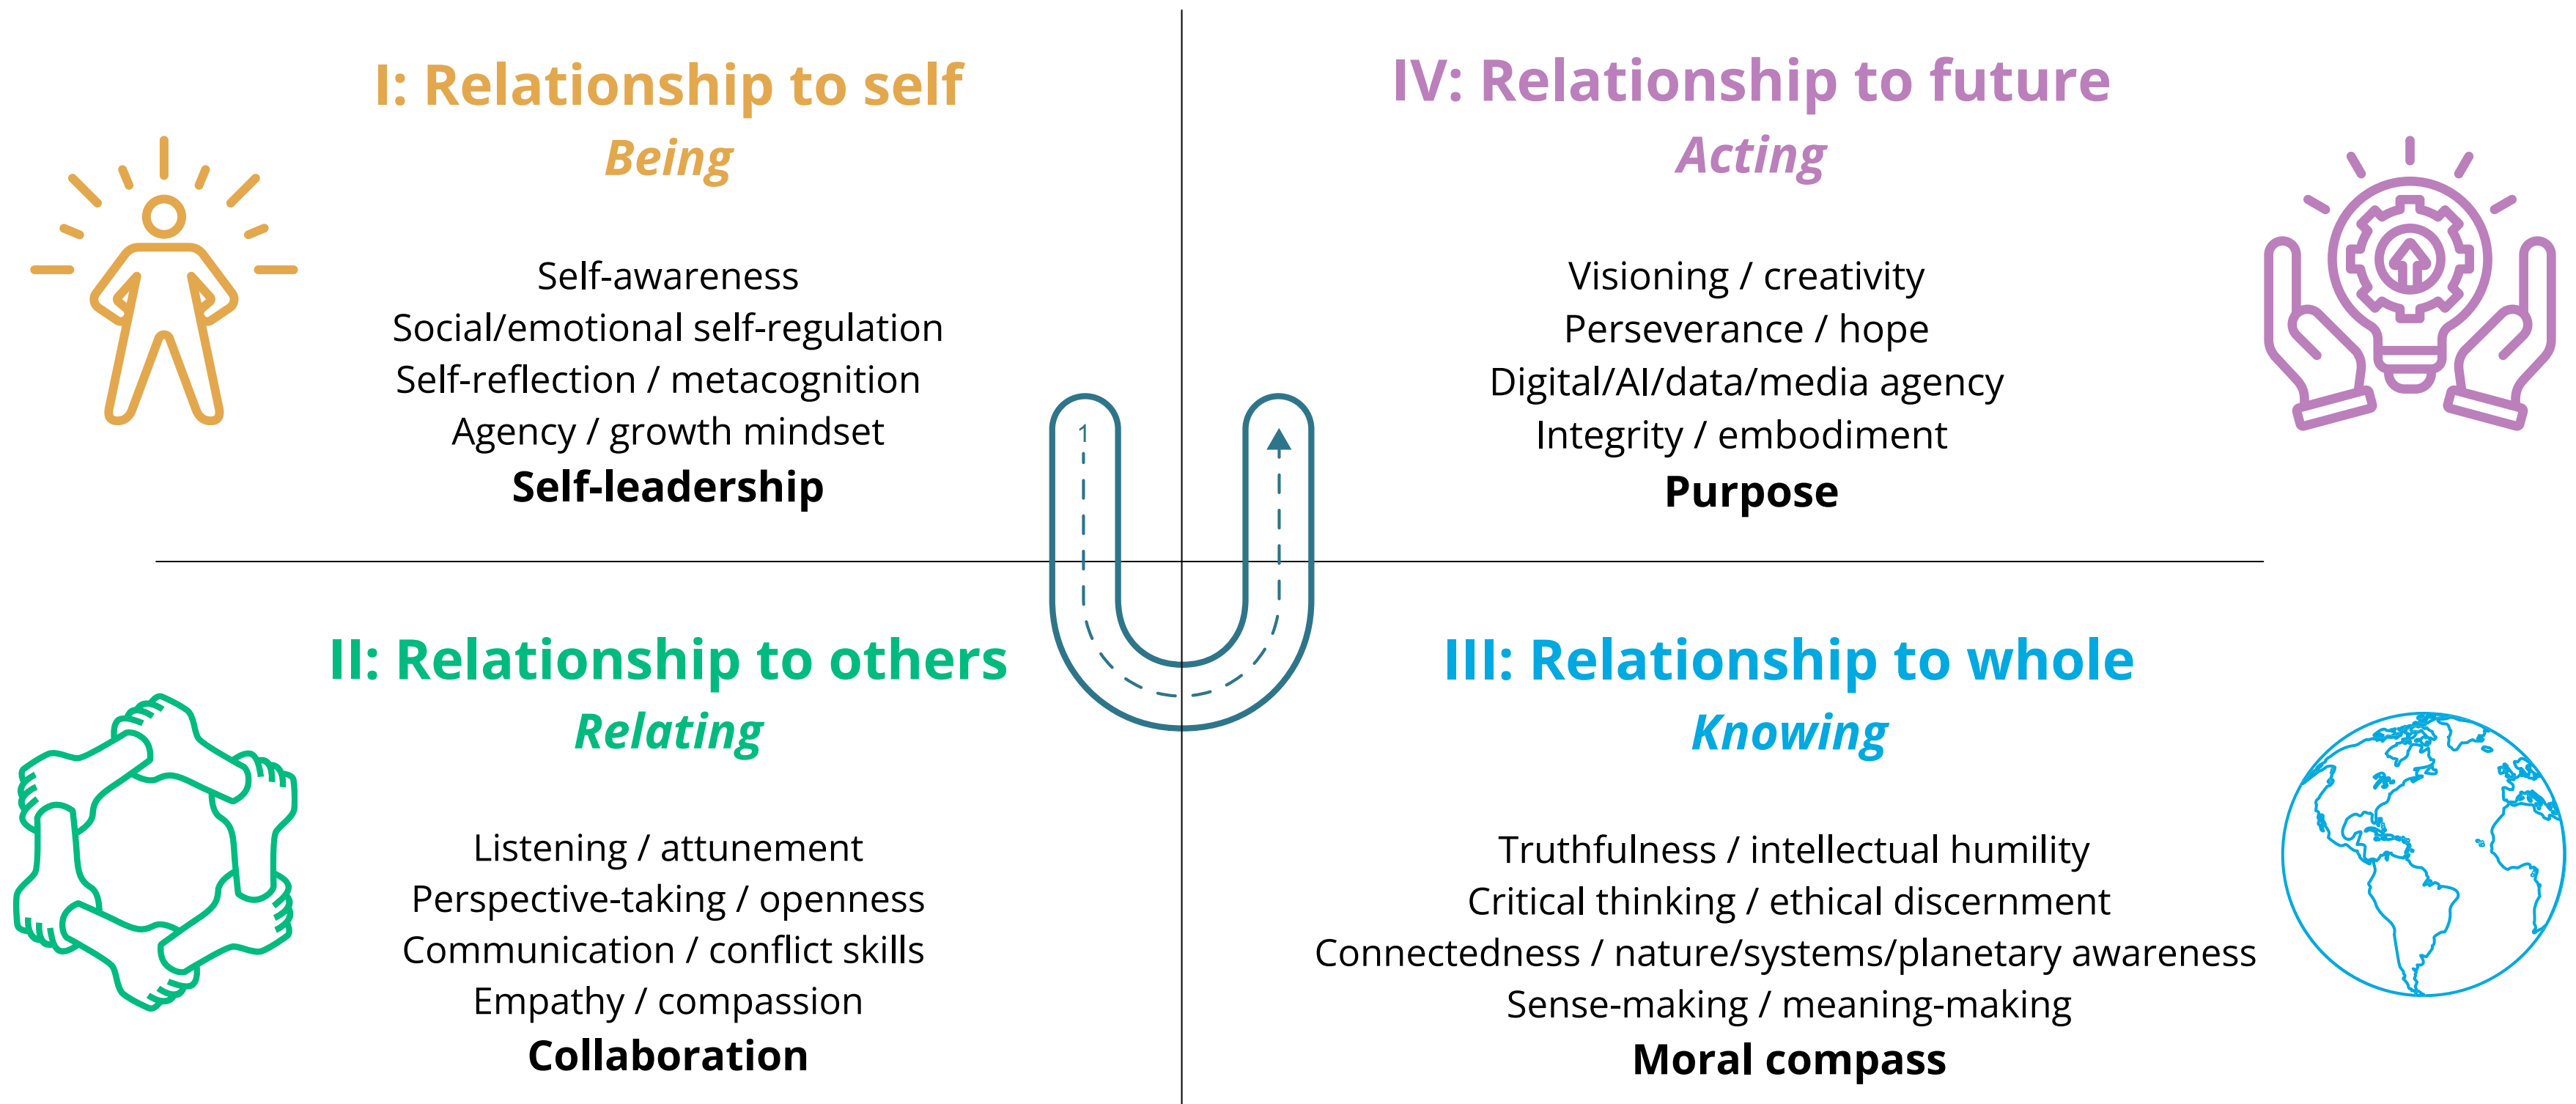 I: Relationship to self
Being
Self-awareness
Social/emotional self-regulation
Self-reflection / metacognition
Agency / growth mindset
Self-leadership
II: Relationship to others
Relating
Listening / attunement
Perspective-taking / openness
Communication / conflict skills
Empathy / compassion
Collaboration
III: Relationship to whole
Knowing
Truthfulness / intellectual humility
Critical thinking / ethical discernment
Connectedness / nature/systems/planetary awareness
Sense-making / meaning-making
Moral compass
IV: Relationship to future
Acting
Visioning / creativity
Perseverance / hope
Digital/AI/data/media agency
Integrity / embodiment
Purpose
1